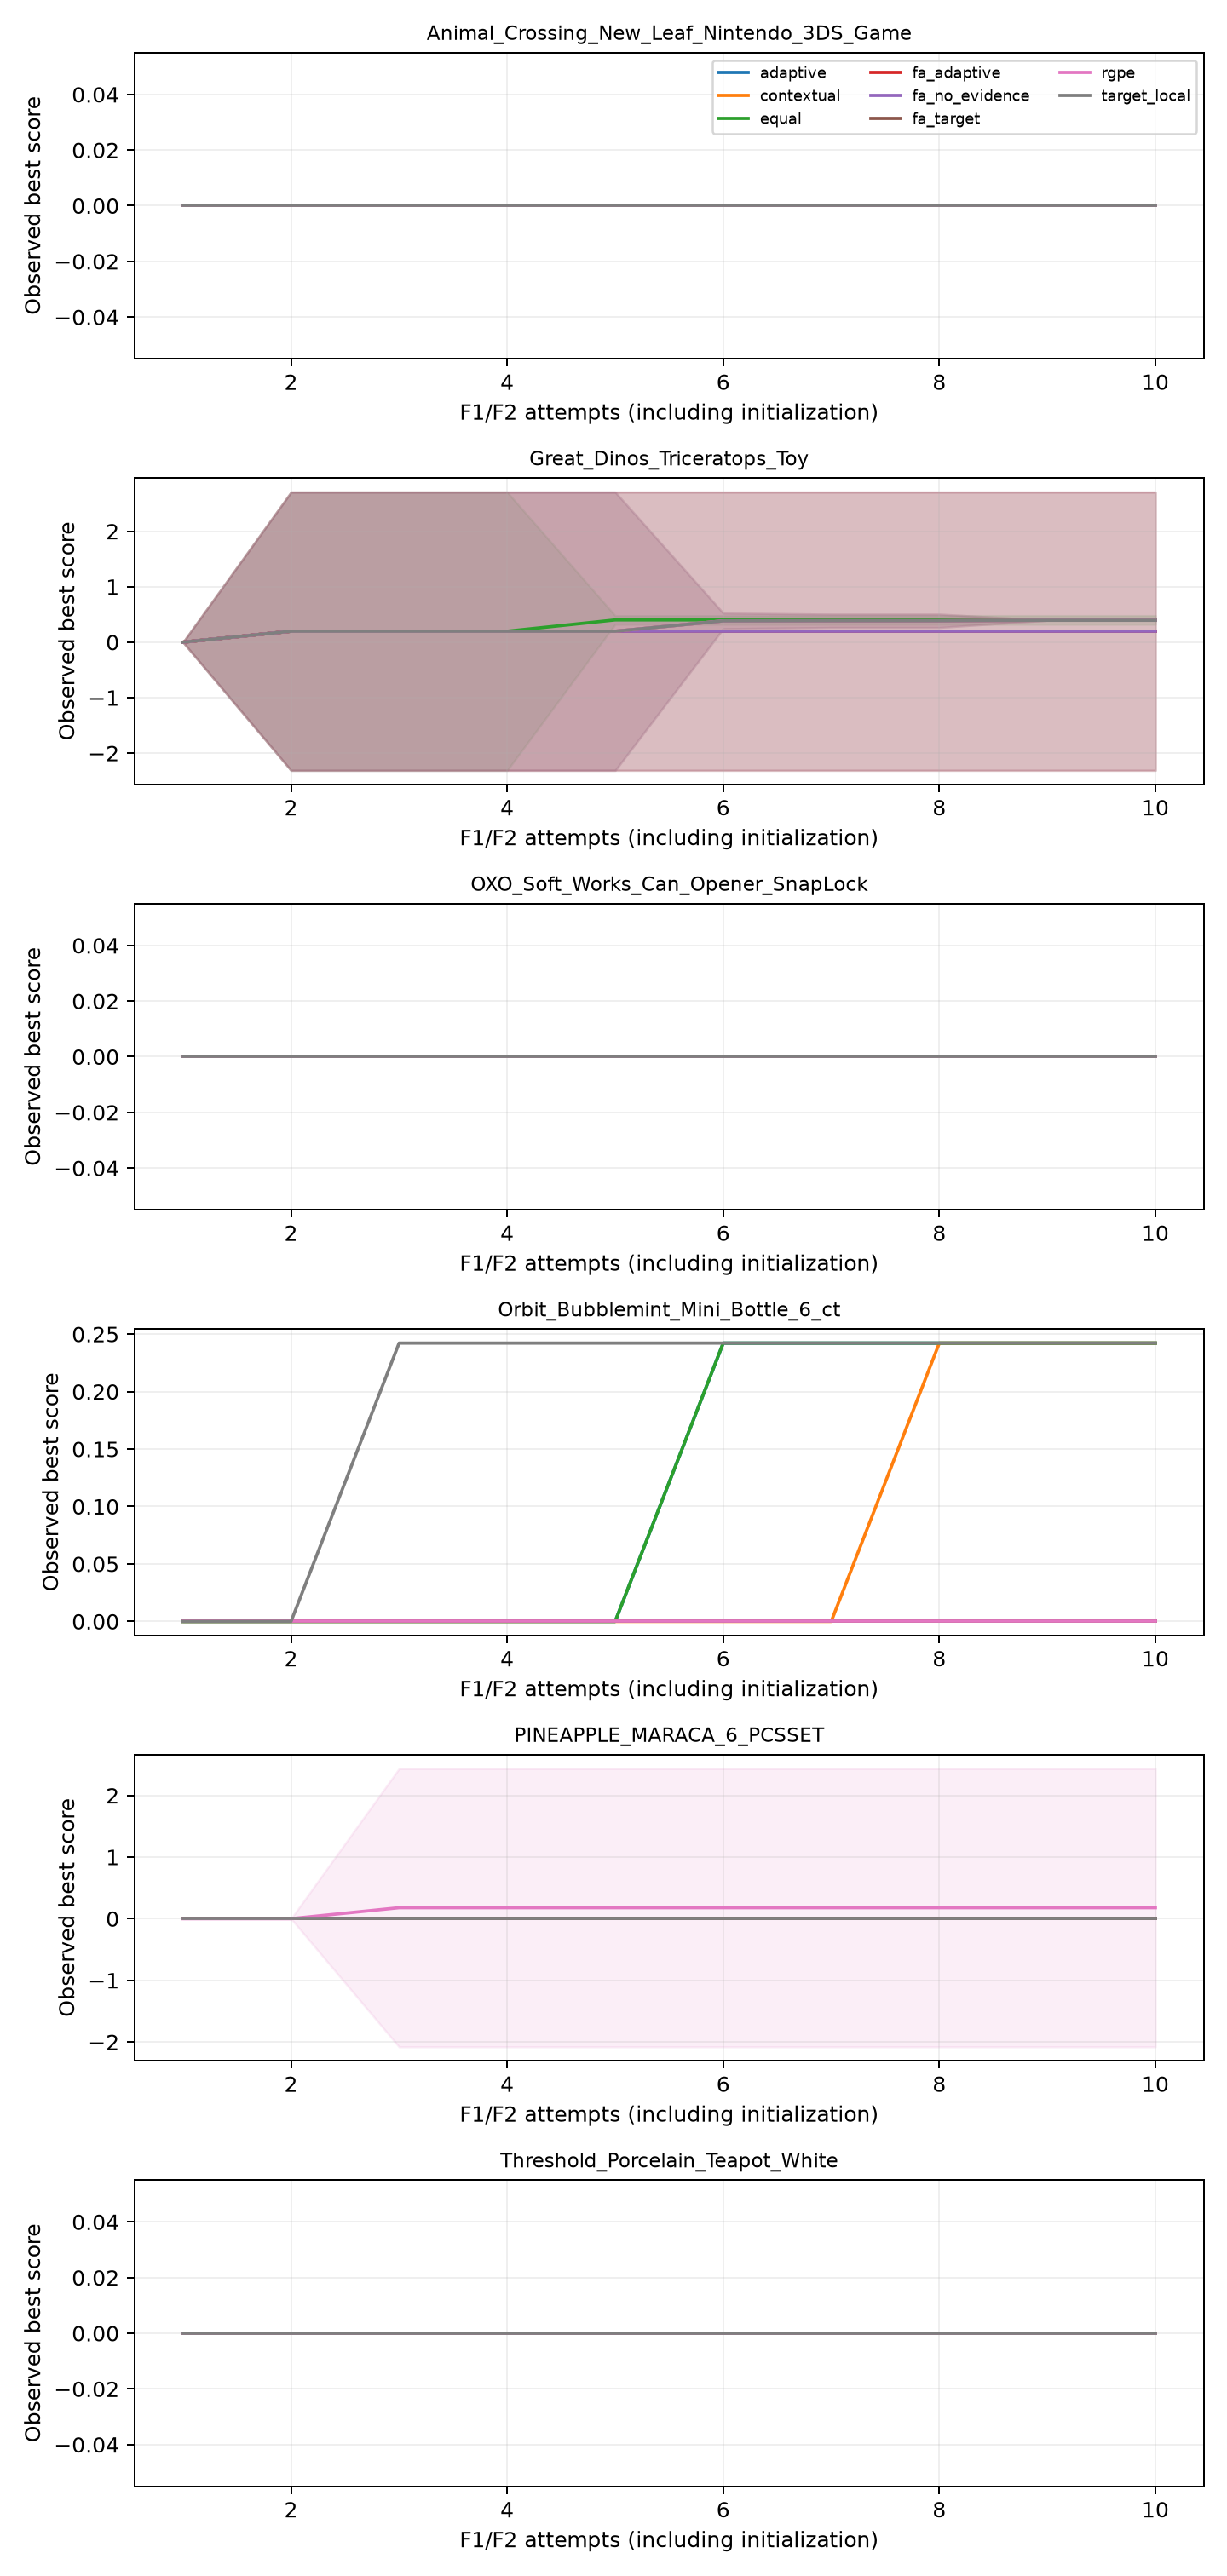 Animal_Crossing_New_Leaf_Nintendo_3DS_Game
adaptive
contextual
equal
fa_adaptive
fa_no_evidence
fa_target
rgpe
target_local
Observed best score
0.04
0.02
0.00
−0.02
−0.04
2 4 6 8 10
F1/F2 attempts (including initialization)
Great_Dinos_Triceratops_Toy
Observed best score
2
1
0
−1
−2
2 4 6 8 10
F1/F2 attempts (including initialization)
OXO_Soft_Works_Can_Opener_SnapLock
Observed best score
0.04
0.02
0.00
−0.02
−0.04
2 4 6 8 10
F1/F2 attempts (including initialization)
Orbit_Bubblemint_Mini_Bottle_6_ct
Observed best score
0.25
0.20
0.15
0.10
0.05
0.00
2 4 6 8 10
F1/F2 attempts (including initialization)
PINEAPPLE_MARACA_6_PCSSET
Observed best score
2
1
0
−1
−2
2 4 6 8 10
F1/F2 attempts (including initialization)
Threshold_Porcelain_Teapot_White
Observed best score
0.04
0.02
0.00
−0.02
−0.04
2 4 6 8 10
F1/F2 attempts (including initialization)